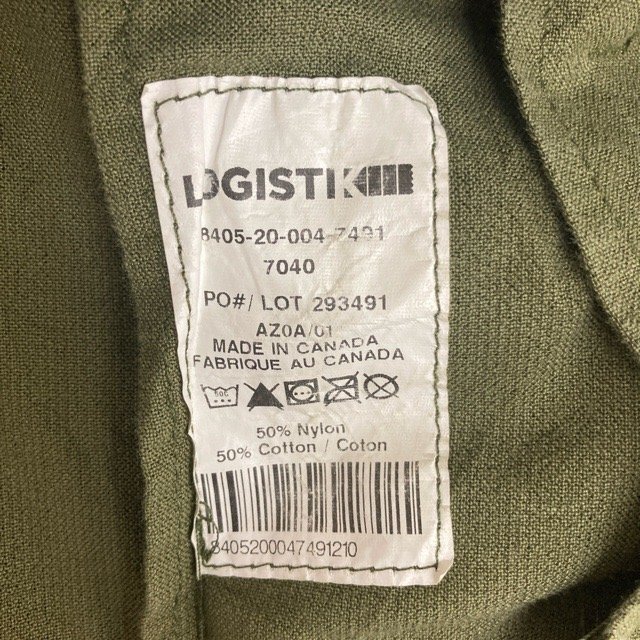 LOGISTIK
8405-20-004-7491
7040
PO#/ LOT 293491
AZ0A/01
MADE IN CANADA
FABRIQUE AU CANADA
50% Nylon
50% Cotton / Coton
8405200047491210